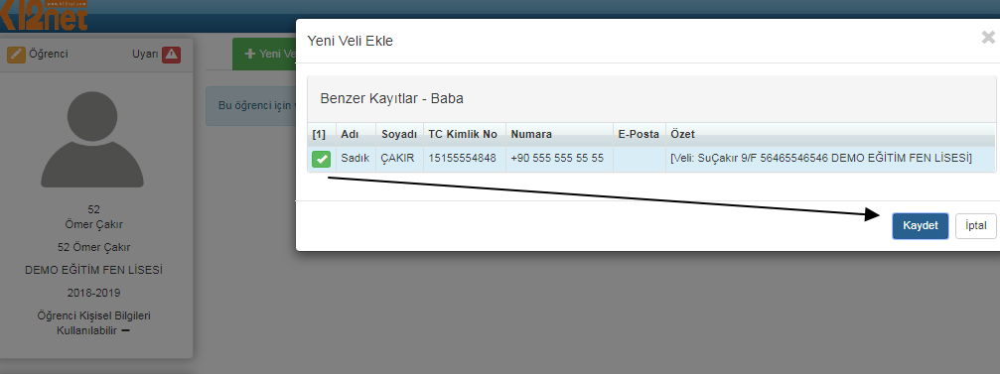 K12net
Öğrenci
Uyarı
Yeni Ve
Bu öğrenci için
52
Ömer Çakır
52 Ömer Çakır
DEMO EĞİTİM FEN LİSESİ
2018-2019
Öğrenci Kişisel Bilgileri
Kullanılabilir
Yeni Veli Ekle
Benzer Kayıtlar - Baba
[1] Adı Soyadı TC Kimlik No Numara E-Posta Özet
Sadık ÇAKIR 15155554848 +90 555 555 55 55 [Veli: SuÇakır 9/F 56465546546 DEMO EĞİTİM FEN LİSESİ]
Kaydet
İptal